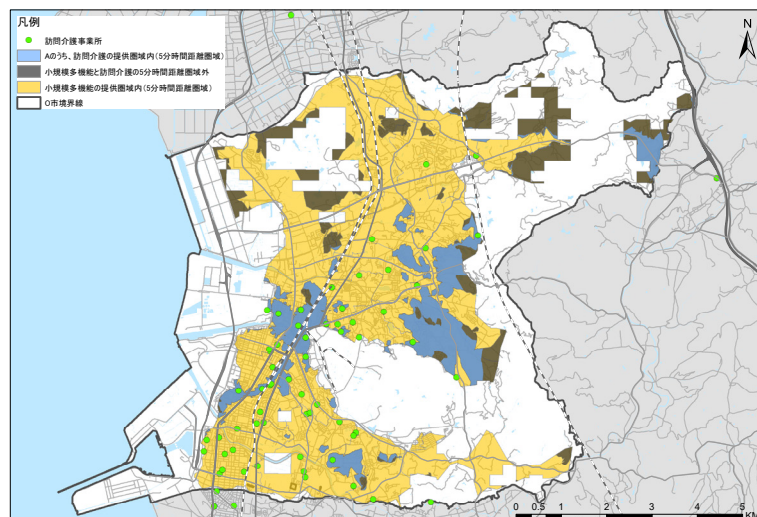 凡例
訪問介護事業所
Aのうち、訪問介護の提供圏域内(5分時間距離圏域)
小規模多機能と訪問介護の5分時間距離圏域外
小規模多機能の提供圏域内(5分時間距離圏域)
O市境界線
N
0 0.5 1 2 3 4 5
KM